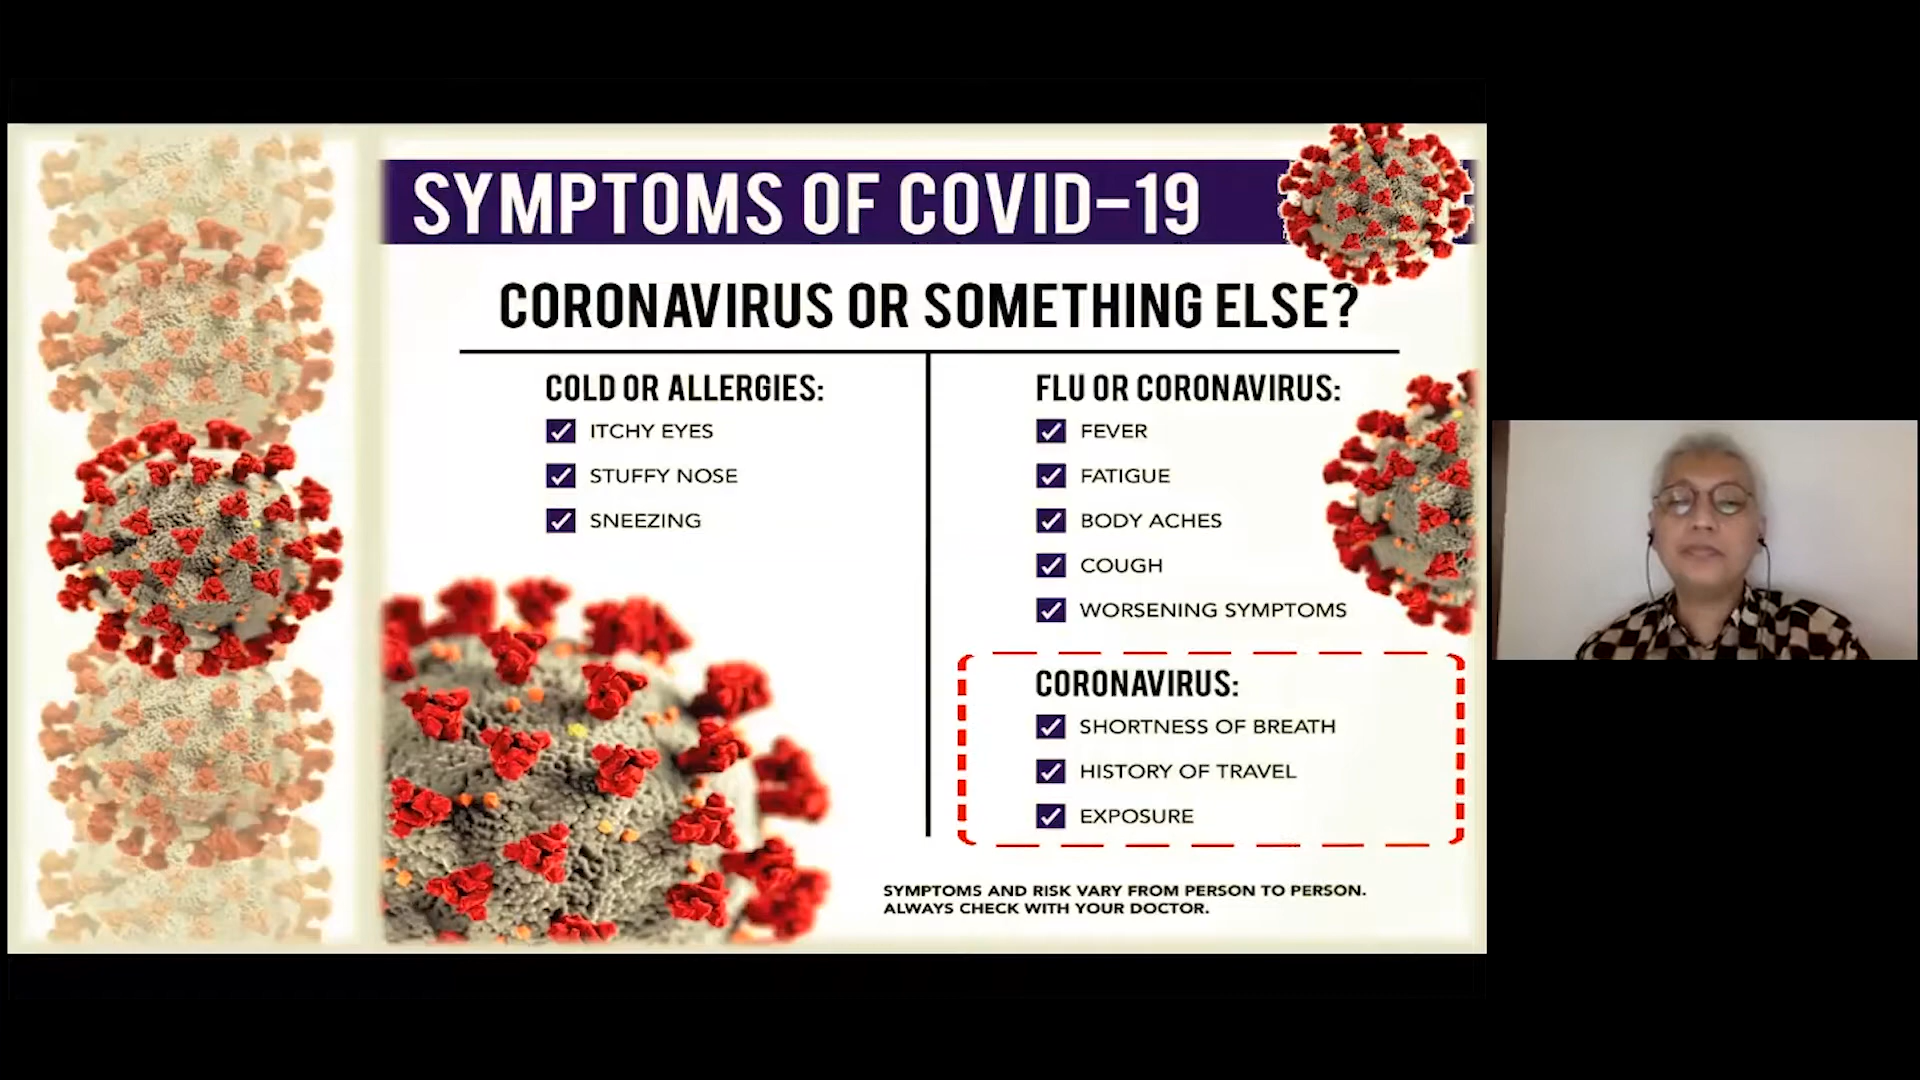 SYMPTOMS OF COVID-19
CORONAVIRUS OR SOMETHING ELSE?
COLD OR ALLERGIES:
ITCHY EYES
STUFFY NOSE
SNEEZING
FLU OR CORONAVIRUS:
FEVER
FATIGUE
BODY ACHES
COUGH
WORSENING SYMPTOMS
CORONAVIRUS:
SHORTNESS OF BREATH
HISTORY OF TRAVEL
EXPOSURE
SYMPTOMS AND RISK VARY FROM PERSON TO PERSON.
ALWAYS CHECK WITH YOUR DOCTOR.